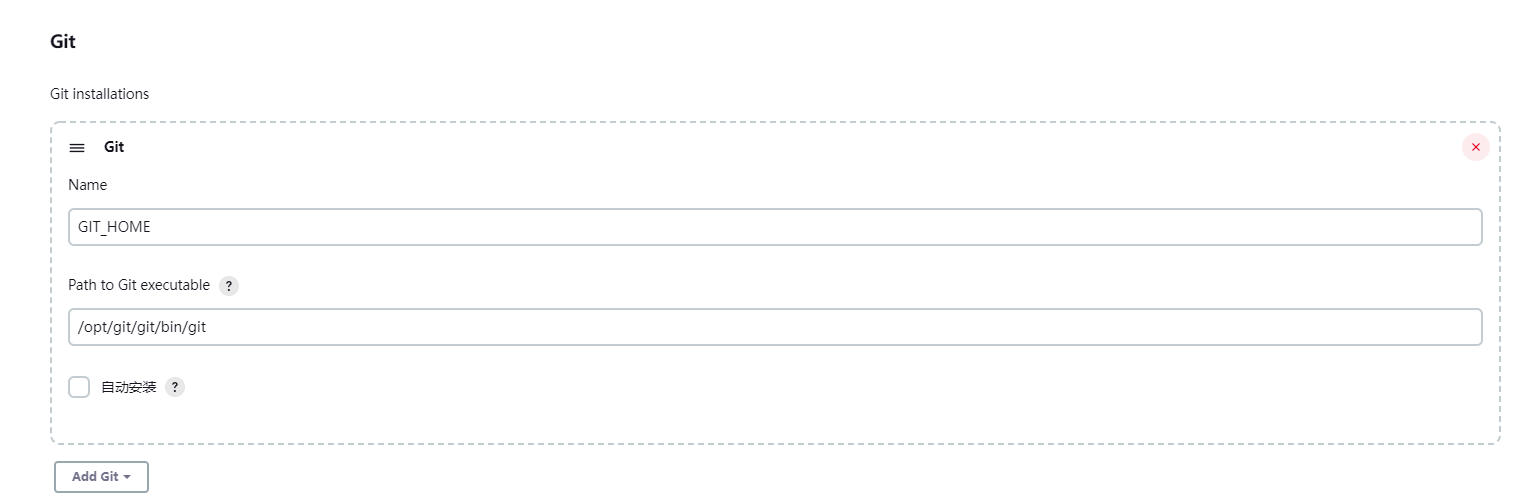 Git
Git installations
Git
Name
GIT_HOME
Path to Git executable ?
/opt/git/git/bin/git
自动安装 ?
Add Git